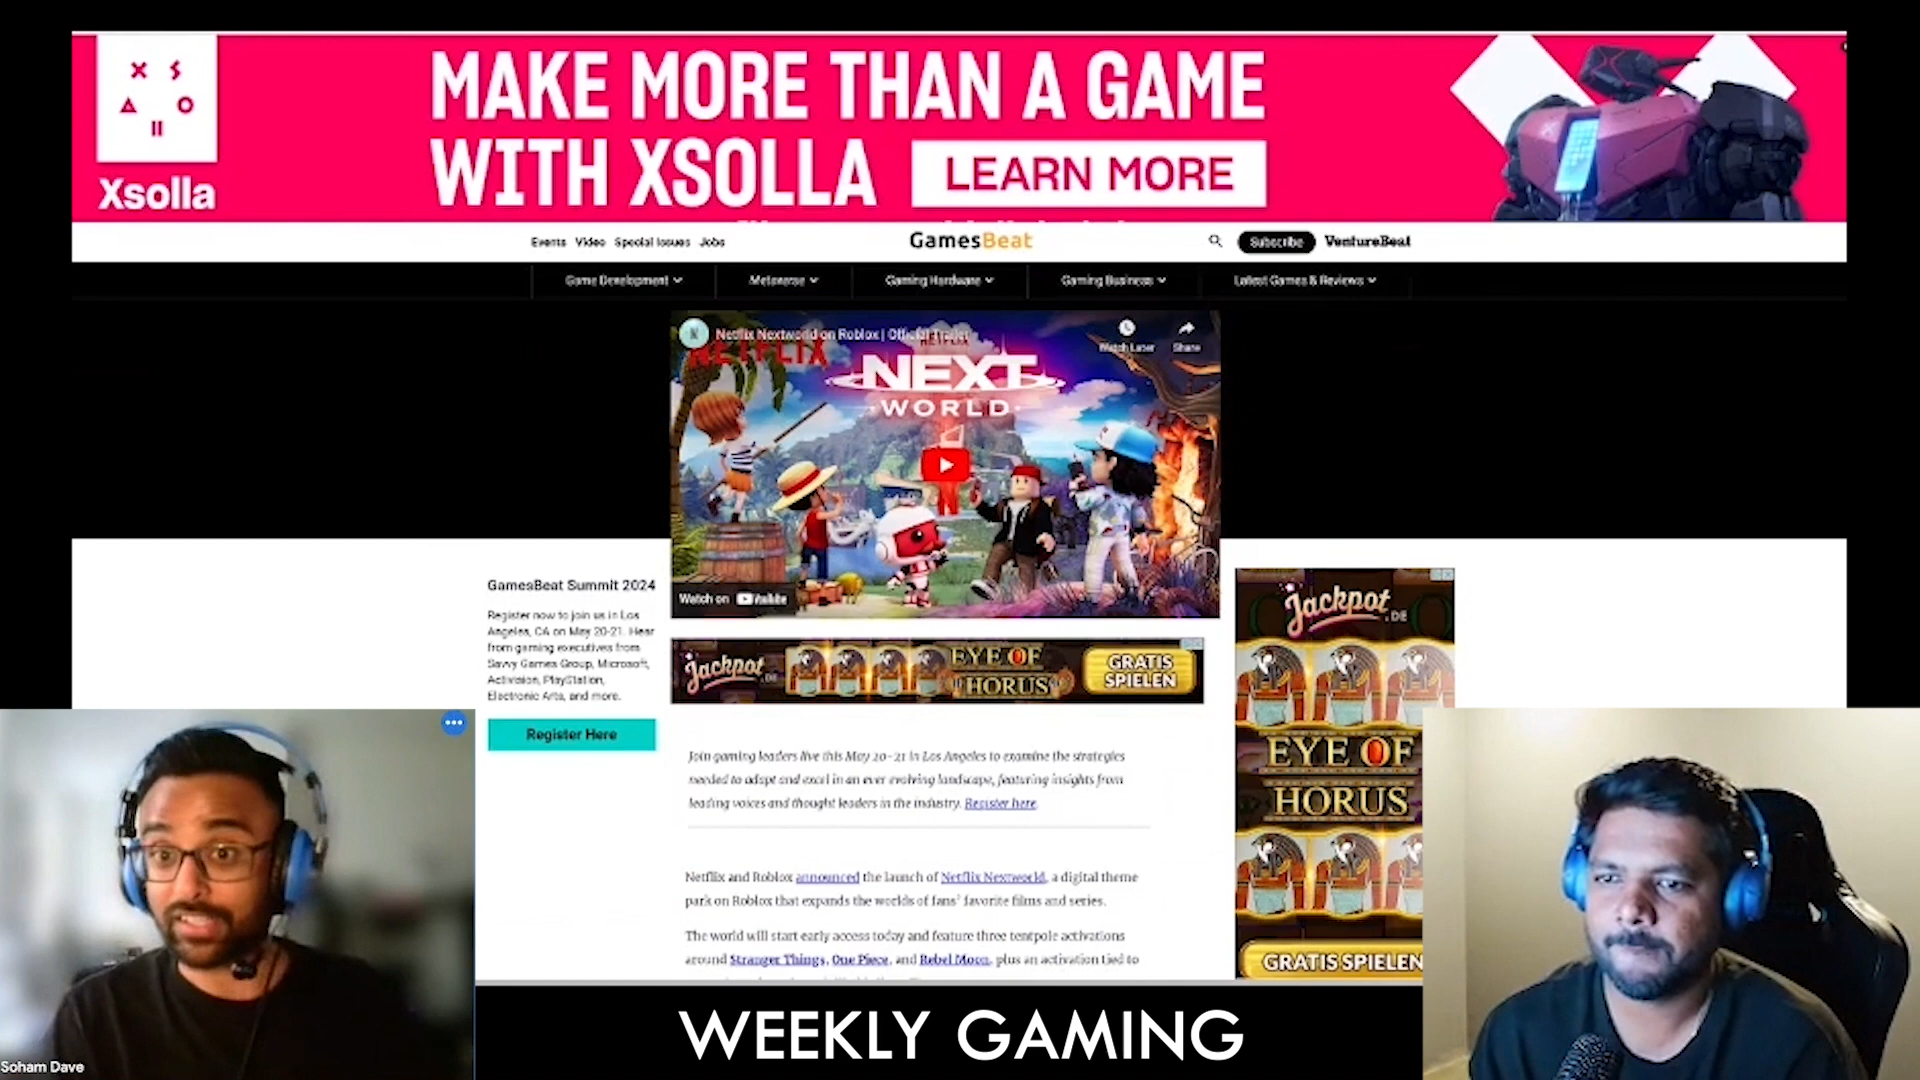 MAKE MORE THAN A GAME
WITH XSOLLA
LEARN MORE
XS
Xsolla
Events Video Special Issues Jobs
GamesBeat
Subscribe
VentureBeat
Game Development
Metaverse
Gaming Hardware
Gaming Business
Latest Games & Reviews
Netflix Nextworld on Roblox | Official Trailer
Watch Later
Share
NETFLIX
NETFLIX
NEXT
WORLD
Watch on YouTube
GamesBeat Summit 2024
Register now to join us in Los
Angeles, CA on May 20-21. Hear
from gaming executives from
Savvy Games Group, Microsoft,
Activision, PlayStation,
Electronic Arts, and more.
Register Here
Jackpot.DE
EYE OF
HORUS
GRATIS
SPIELEN
Jackpot.DE
EYE OF
HORUS
GRATIS SPIELEN
Join gaming leaders live this May 20-21 in Los Angeles to examine the strategies
needed to adapt and excel in an ever evolving landscape, featuring insights from
leading voices and thought leaders in the industry. Register here.
Netflix and Roblox announced the launch of Netflix Nextworld, a digital theme
park on Roblox that expands the worlds of fans' favorite films and series.
The world will start early access today and feature three tentpole activations
around Stranger Things, One Piece, and Rebel Moon, plus an activation tied to
Soham Dave
WEEKLY GAMING